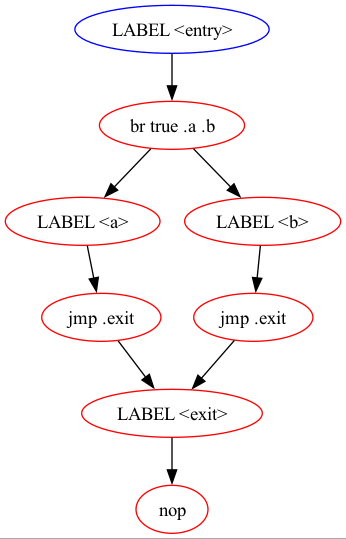 LABEL <entry>
br true .a .b
LABEL <a>
LABEL <b>
jmp .exit
jmp .exit
LABEL <exit>
nop